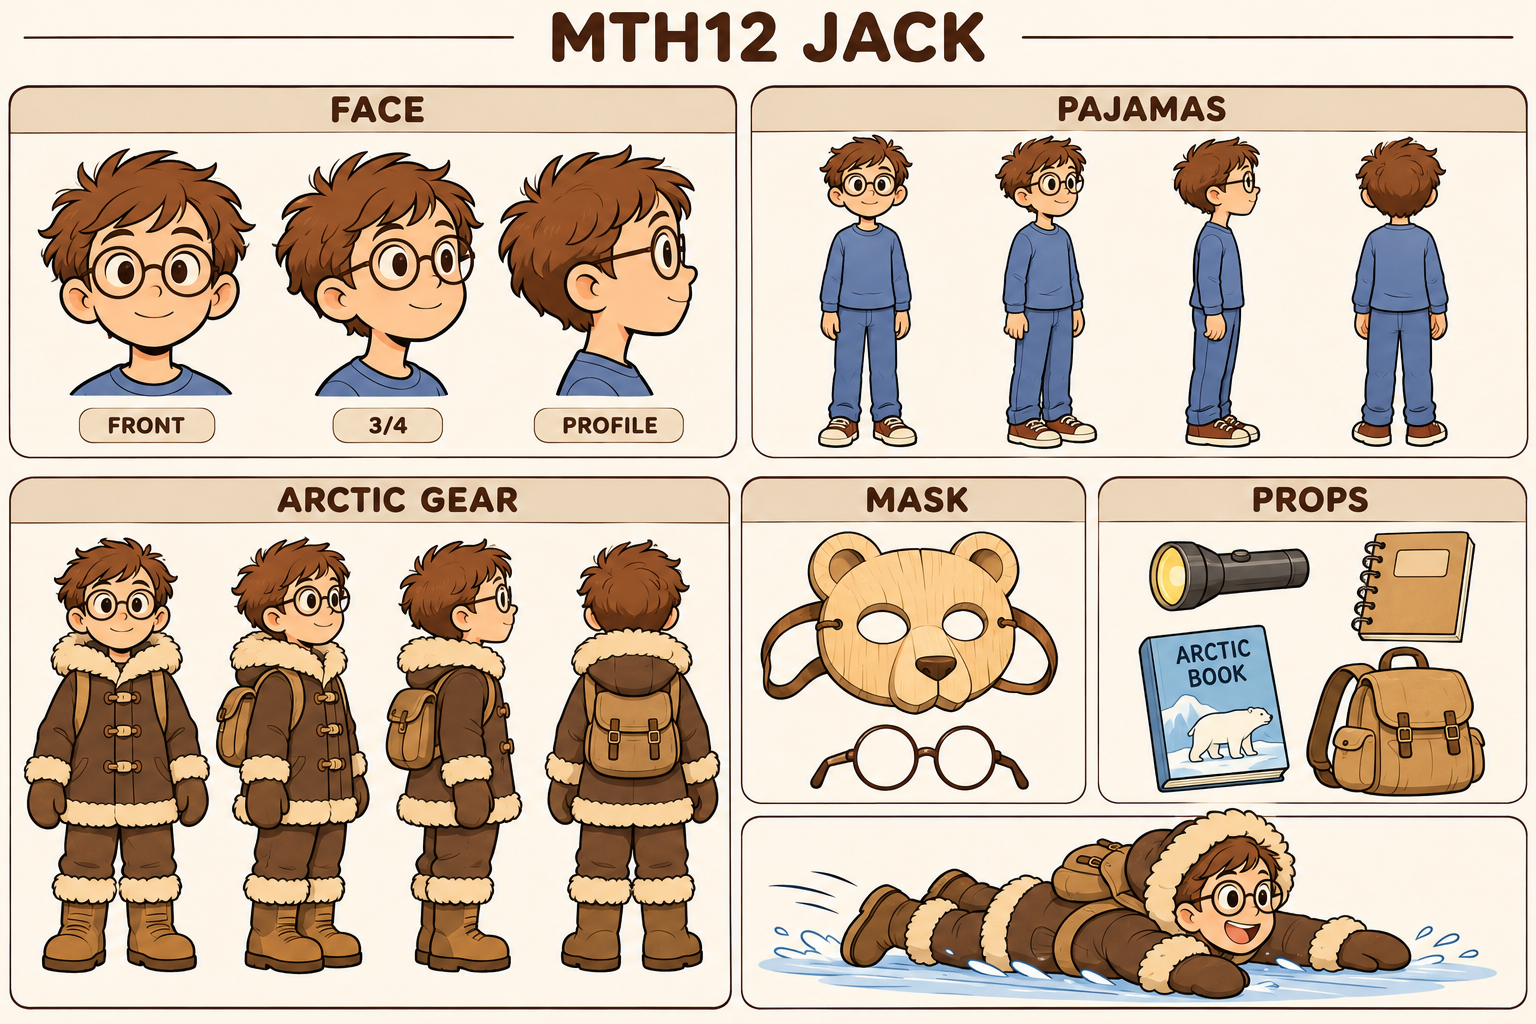 MTH12 JACK
FACE
FRONT
3/4
PROFILE
PAJAMAS
ARCTIC GEAR
MASK
PROPS
ARCTIC
BOOK